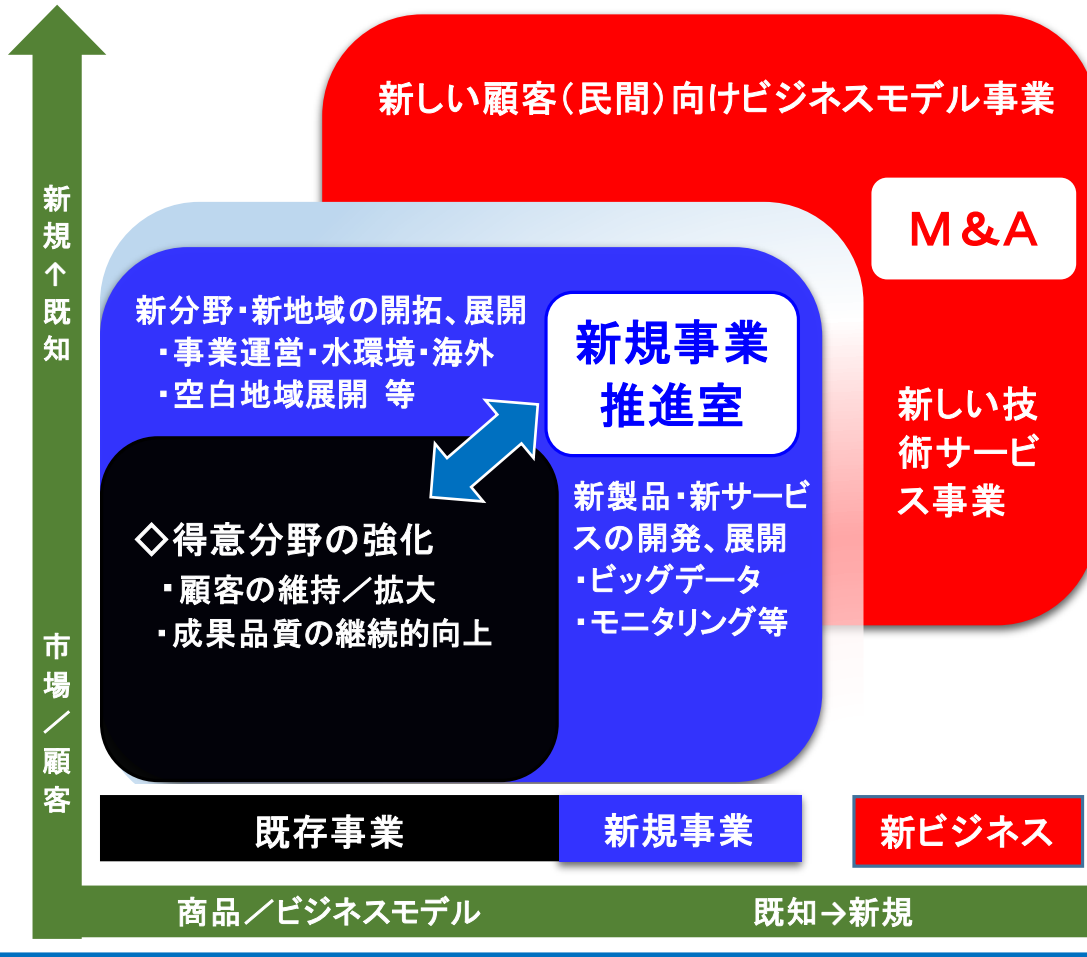 新しい顧客（民間）向けビジネスモデル事業
M＆A
新しい技
術サービ
ス事業
新分野・新地域の開拓、展開
・事業運営・水環境・海外
・空白地域展開 等
新規事業
推進室
新製品・新サービ
スの開発、展開
・ビッグデータ
・モニタリング等
◇得意分野の強化
・顧客の維持／拡大
・成果品質の継続的向上
新規↑既知
市場／顧客
既存事業
新規事業
新ビジネス
商品／ビジネスモデル
既知→新規